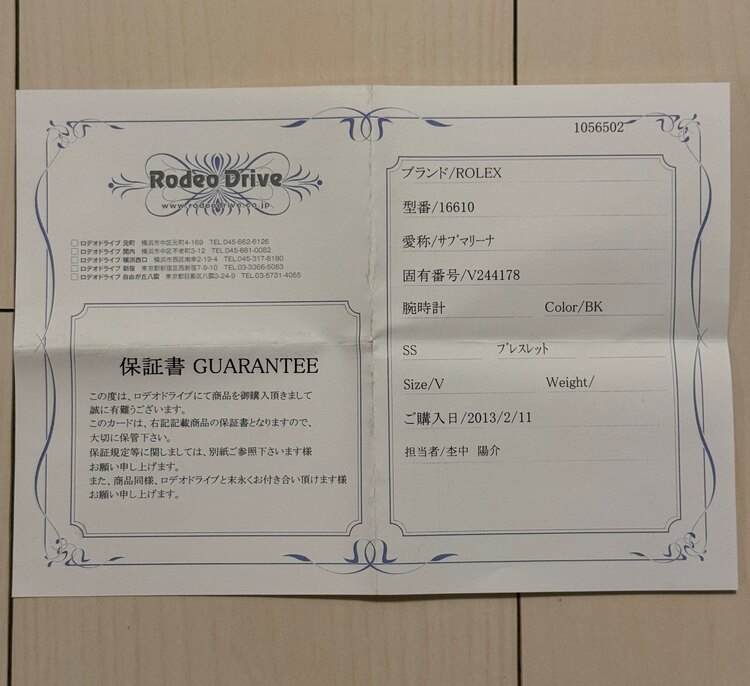 Rodeo Drive
www.rodeodrive.co.jp
ロデオドライブ 元町 横浜市中区元町4-169 TEL.045-662-6126
ロデオドライブ 関内 横浜市中区不老町3-12 TEL.045-681-0082
ロデオドライブ 横浜西口 横浜市西区南幸2-19-4 TEL.045-317-8180
ロデオドライブ 新宿 東京都新宿区西新宿7-9-10 TEL.03-3366-5083
ロデオドライブ 自由が丘八雲 東京都目黒区八雲3-24-9 TEL.03-5731-4055
保証書 GUARANTEE
この度は、ロデオドライブにて商品を御購入頂きまして
誠に有難うございます。
このカードは、右記記載商品の保証書となりますので、
大切に保管下さい。
保証規定等に関しましては、別紙ご参照下さいます様
お願い申し上げます。
また、商品同様、ロデオドライブと末永くお付き合い頂けます様
お願い申し上げます。
1056502
ブランド/ROLEX
型番/16610
愛称/サブマリーナ
固有番号/V244178
腕時計 Color/BK
SS ブレスレット
Size/V Weight/
ご購入日/2013/2/11
担当者/杢中 陽介